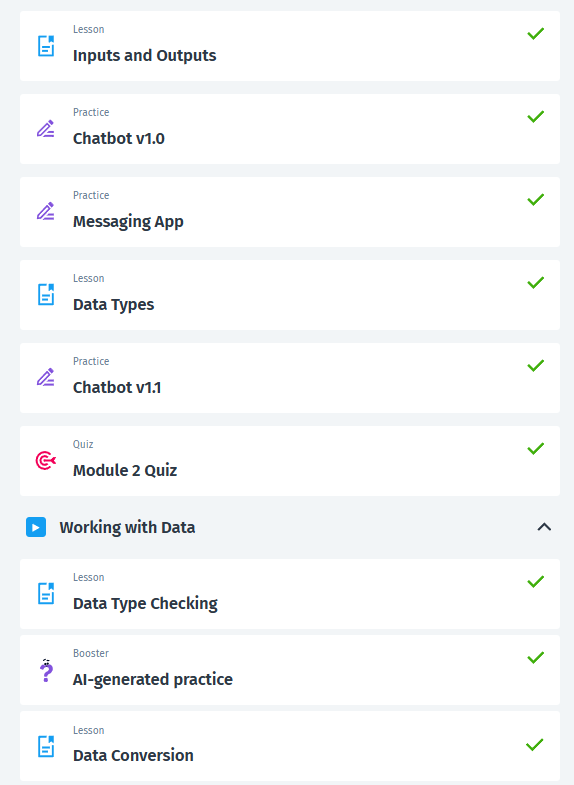 Lesson
Inputs and Outputs
Practice
Chatbot v1.0
Practice
Messaging App
Lesson
Data Types
Practice
Chatbot v1.1
Quiz
Module 2 Quiz
Working with Data
Lesson
Data Type Checking
Booster
AI-generated practice
Lesson
Data Conversion